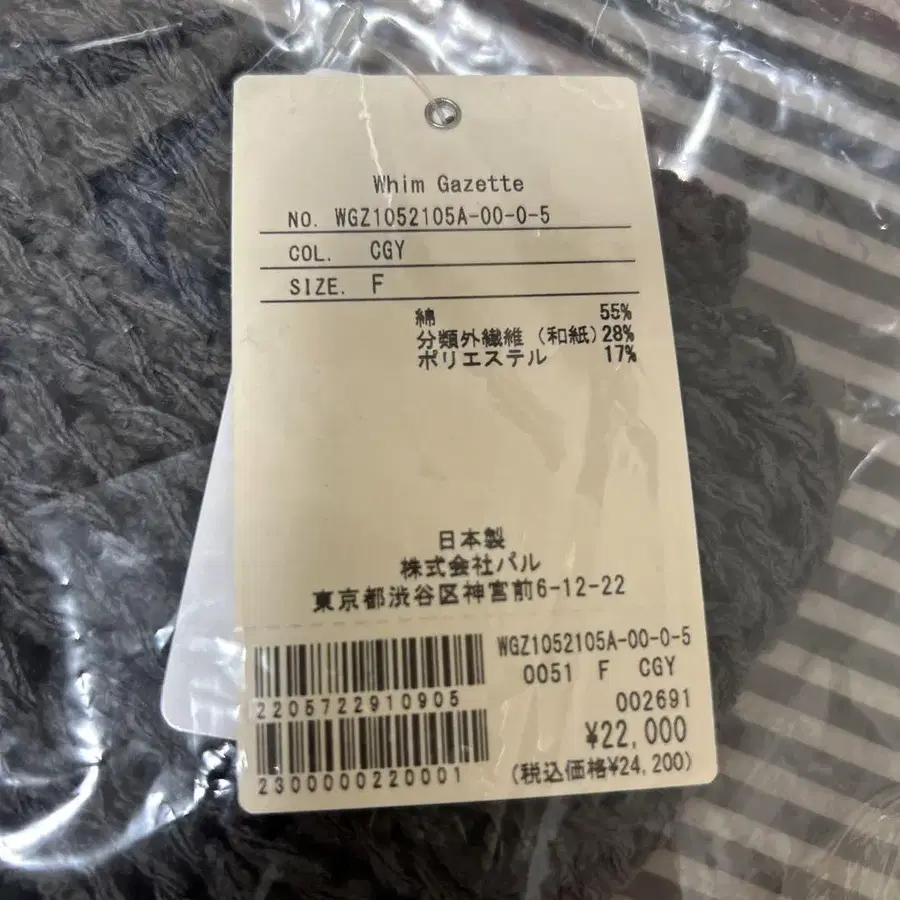 Whim Gazette
NO. WGZ1052105A-00-0-5
COL. CGY
SIZE. F
綿 55%
分類外繊維 (和紙) 28%
ポリエステル 17%
日本製
株式会社パル
東京都渋谷区神宮前6-12-22
WGZ1052105A-00-0-5
0051 F CGY
2205722910905
002691
¥22,000
2300000220001
(税込価格¥24,200)